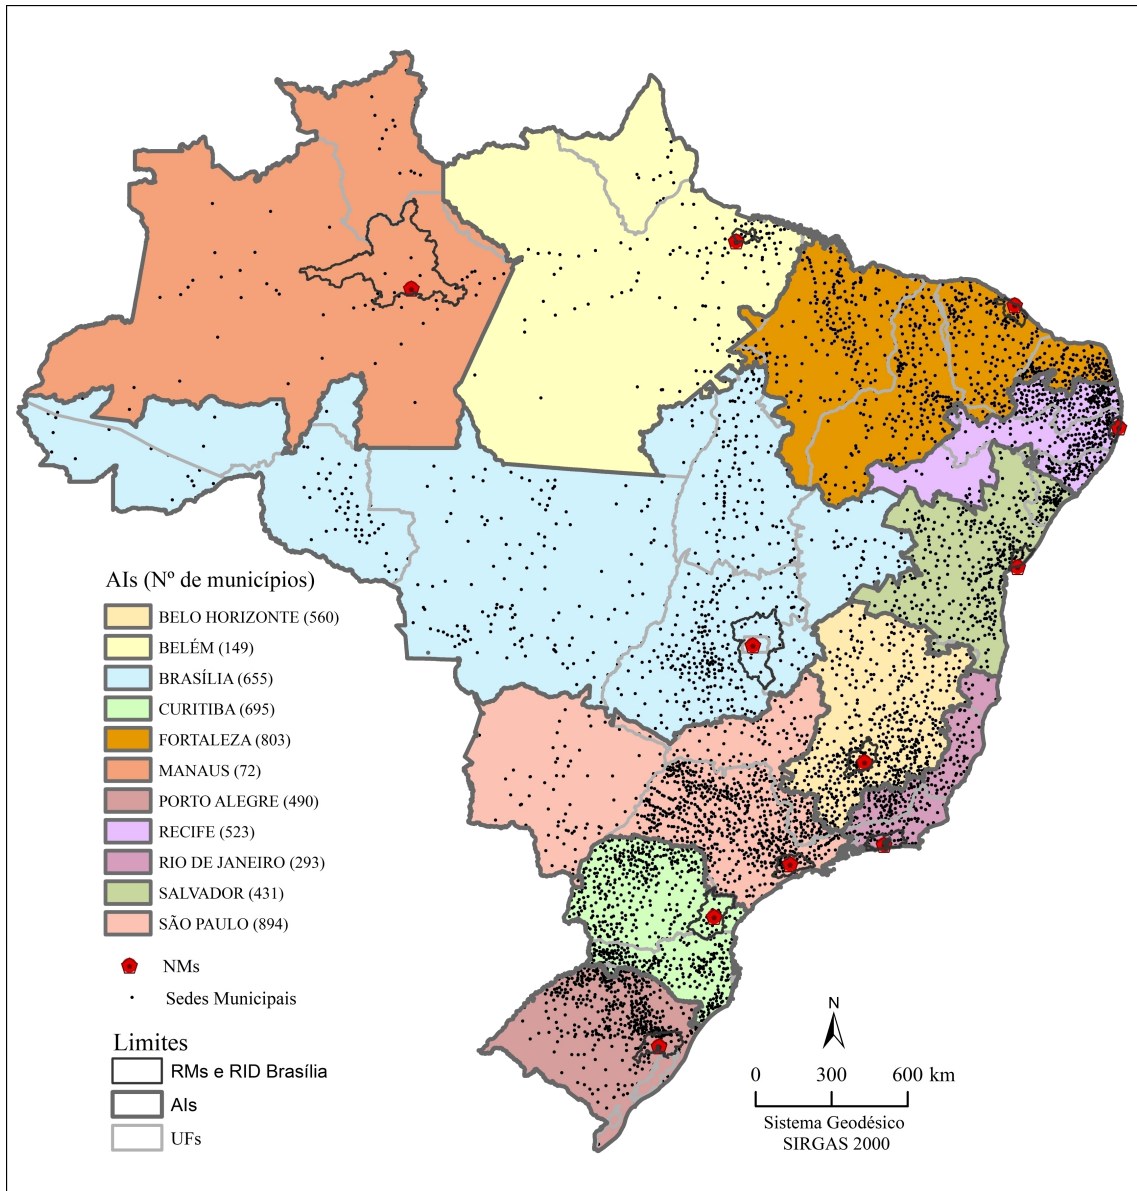 AIs (Nº de municípios)
BELO HORIZONTE (560)
BELÉM (149)
BRASÍLIA (655)
CURITIBA (695)
FORTALEZA (803)
MANAUS (72)
PORTO ALEGRE (490)
RECIFE (523)
RIO DE JANEIRO (293)
SALVADOR (431)
SÃO PAULO (894)
NMs
Sedes Municipais
Limites
RMs e RID Brasília
AIs
UFs
N
0 300 600 km
Sistema Geodésico
SIRGAS 2000